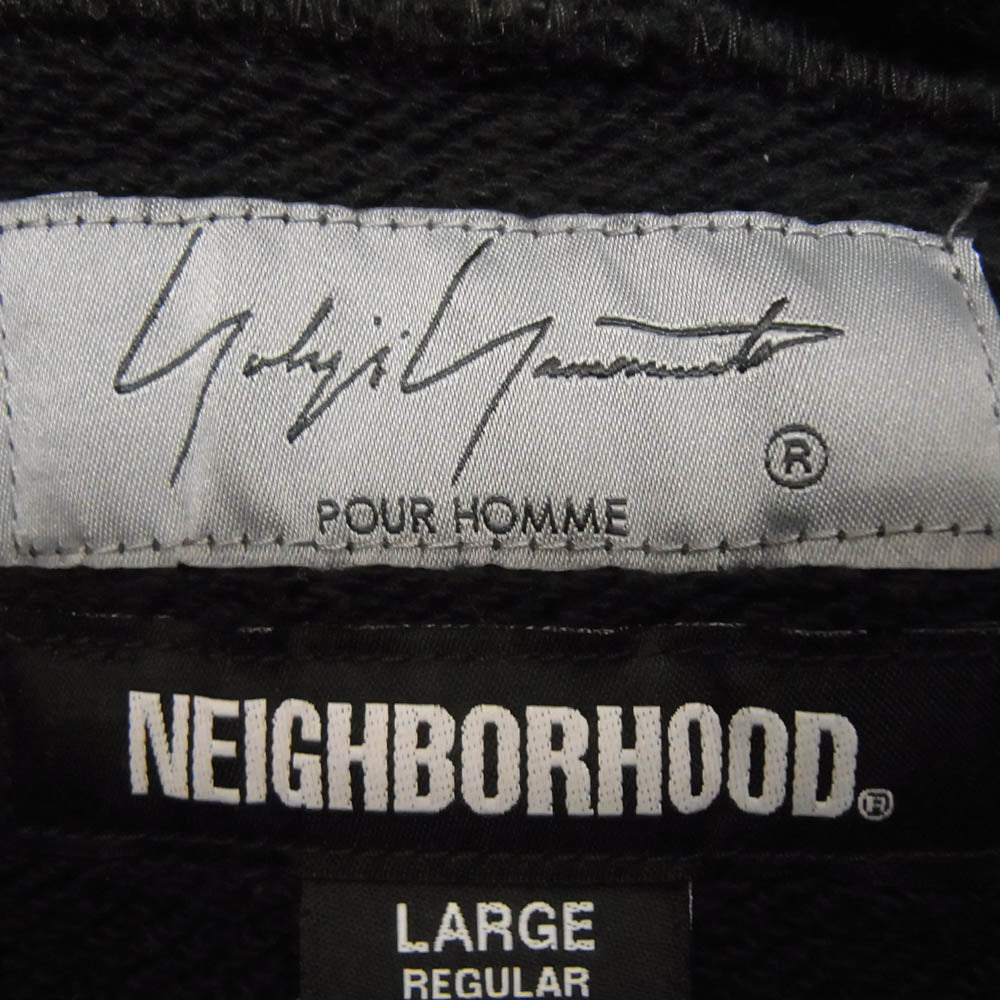 Yohji Yamamoto
®
POUR HOMME
NEIGHBORHOOD®
LARGE
REGULAR